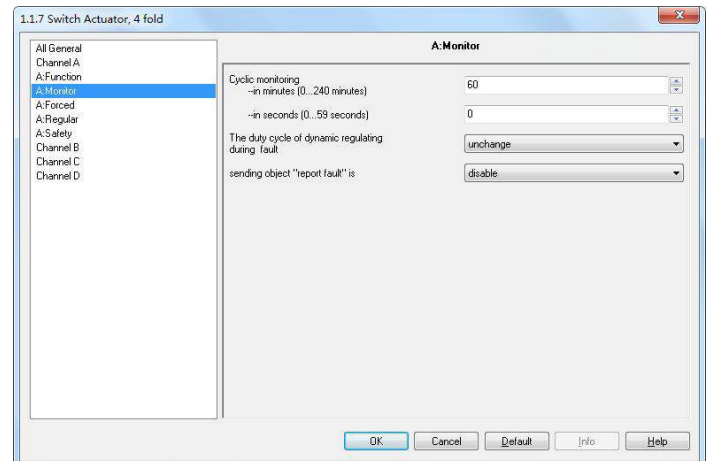 1.1.7 Switch Actuator, 4 fold
All General
Channel A
A:Function
A:Monitor
A:Forced
A:Regular
A:Safety
Channel B
Channel C
Channel D
A:Monitor
Cyclic monitoring
--in minutes (0...240 minutes)
60
--in seconds (0...59 seconds)
0
The duty cycle of dynamic regulating
during fault
unchange
sending object "report fault" is
disable
OK
Cancel
Default
Info
Help